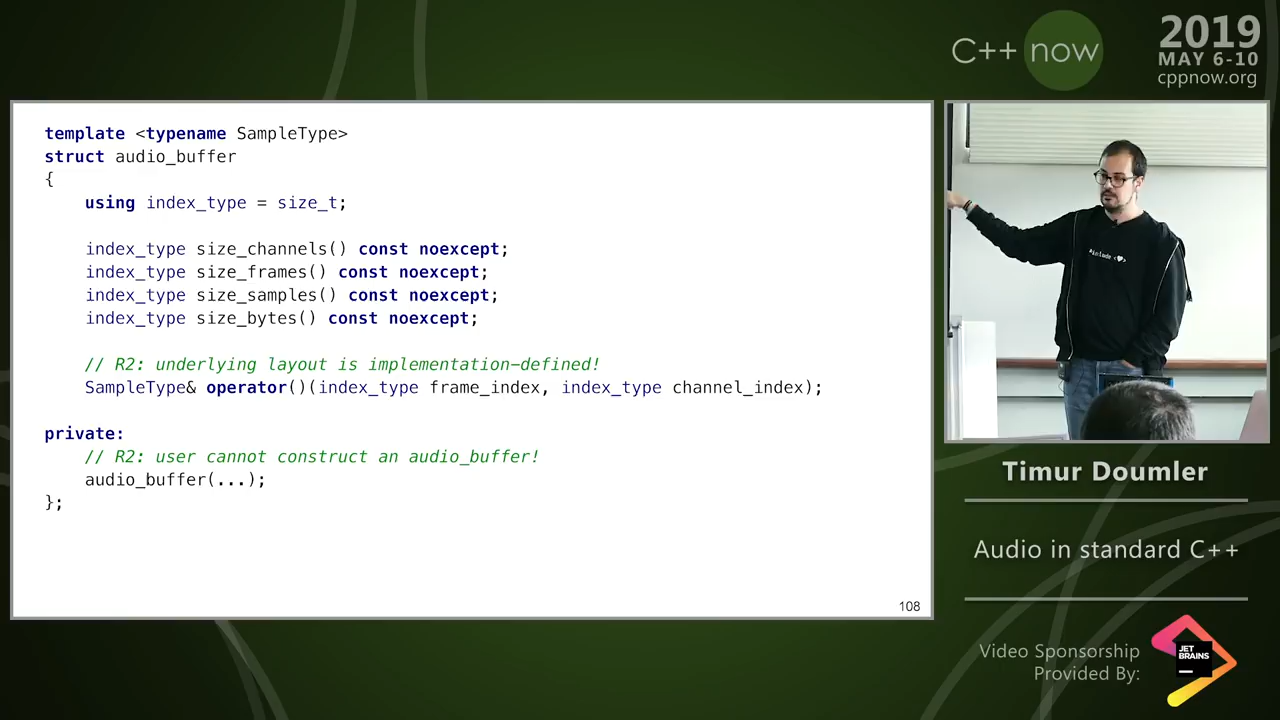 C++ now
2019
MAY 6-10
cppnow.org
template <typename SampleType>
struct audio_buffer
{
using index_type = size_t;
index_type size_channels() const noexcept;
index_type size_frames() const noexcept;
index_type size_samples() const noexcept;
index_type size_bytes() const noexcept;
// R2: underlying layout is implementation-defined!
SampleType& operator()(index_type frame_index, index_type channel_index);
private:
// R2: user cannot construct an audio_buffer!
audio_buffer(...);
};
108
#include <♥>
Timur Doumler
Audio in standard C++
Video Sponsorship
Provided By:
JET
BRAINS